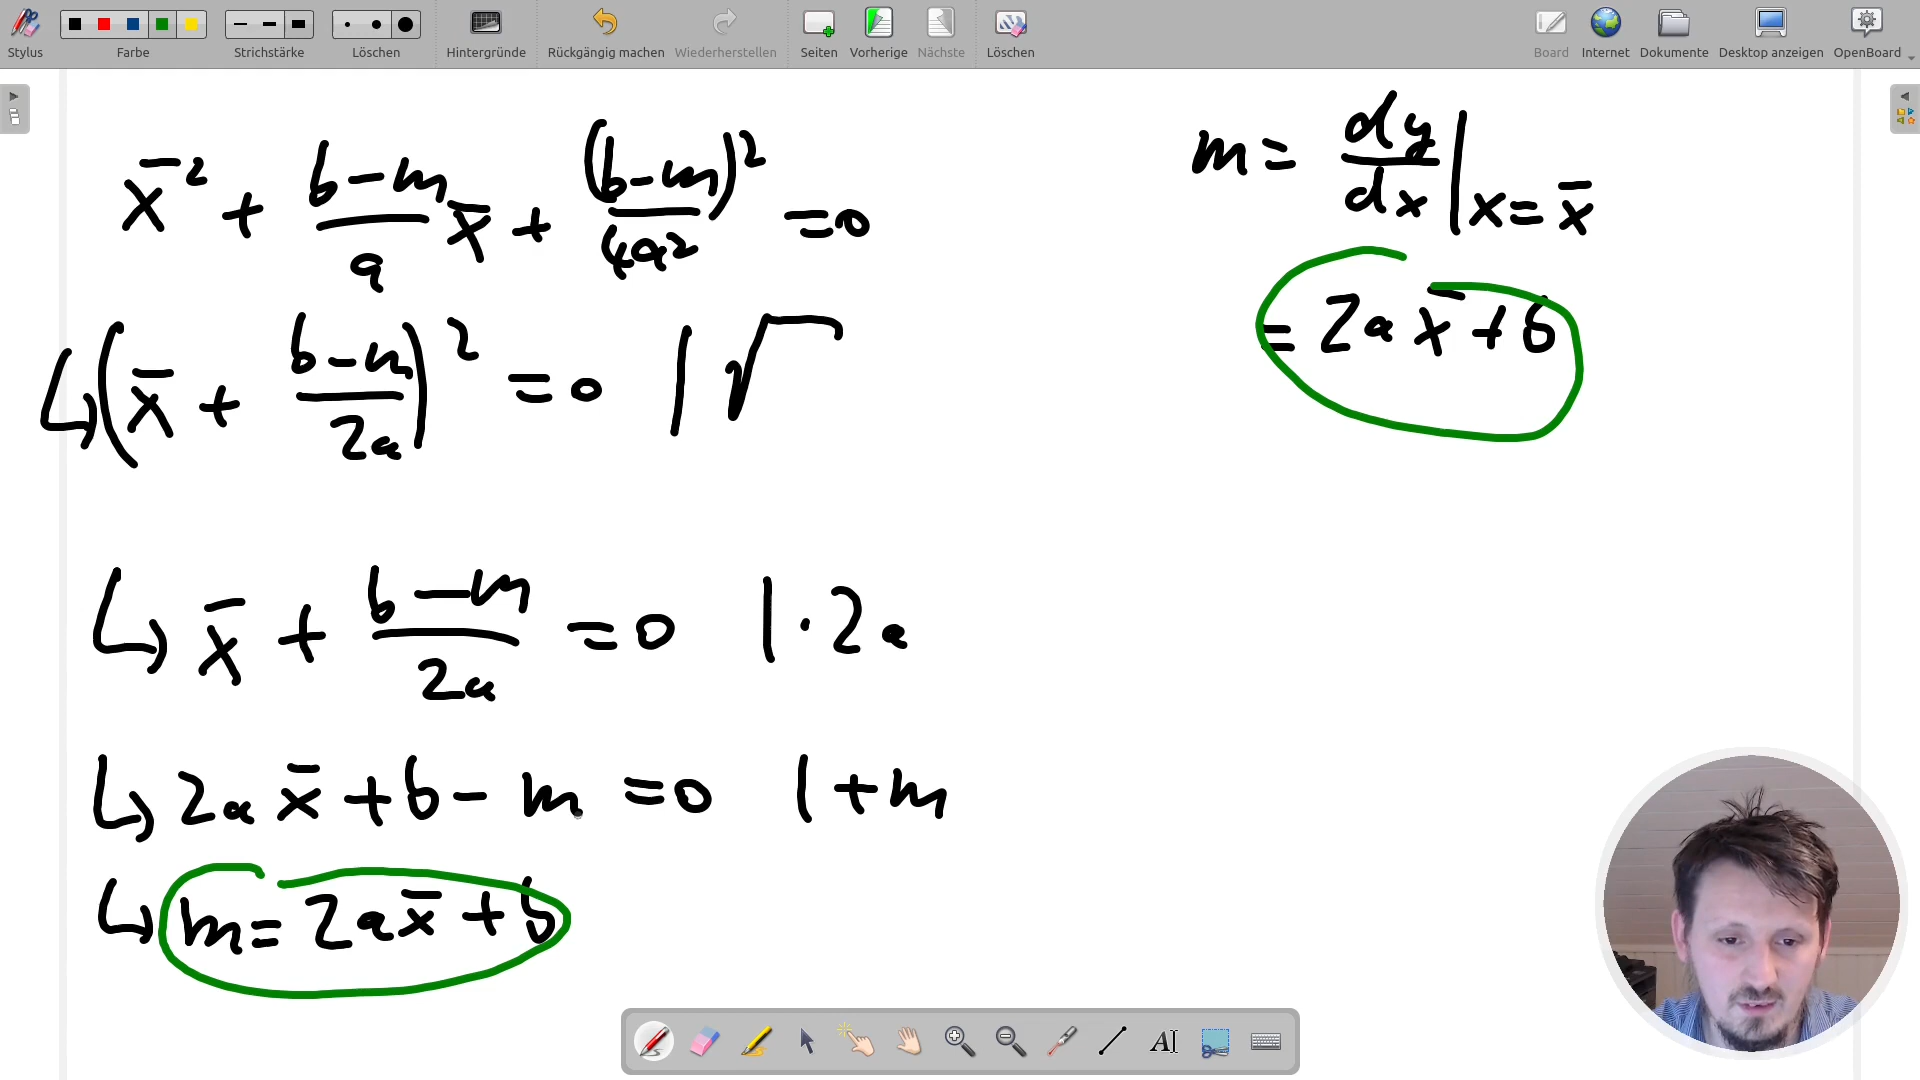 Stylus Farbe Strichstärke Löschen Hintergründe Rückgängig machen Wiederherstellen Seiten Vorherige Nächste Löschen Board Internet Dokumente Desktop anzeigen OpenBoard
x̄² + (b-m)/a x̄ + (b-m)²/4a² = 0
↳ (x̄ + (b-m)/2a)² = 0 | √
↳ x̄ + (b-m)/2a = 0 | · 2a
↳ 2a x̄ + b - m = 0 | + m
↳ m = 2a x̄ + b
m = dy/dx | x = x̄
= 2a x̄ + b
AI